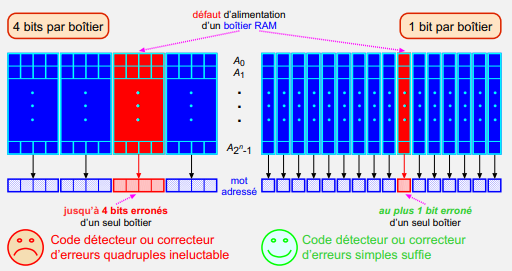 4 bits par boîtier
défaut d'alimentation
d'un boîtier RAM
1 bit par boîtier
A0
A1
A2n-1
mot
adressé
jusqu'à 4 bits erronés
d'un seul boîtier
au plus 1 bit erroné
d'un seul boîtier
Code détecteur ou correcteur
d'erreurs quadruples ineluctable
Code détecteur ou correcteur
d'erreurs simples suffie